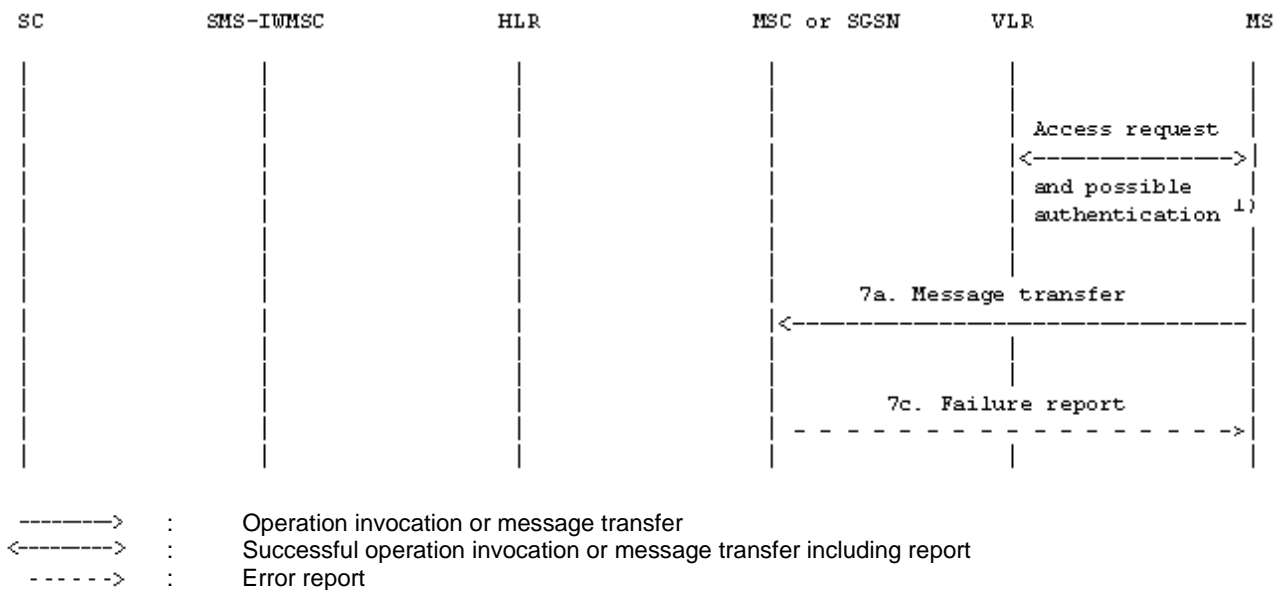 SC SMS-IWMSC HLR MSC or SGSN VLR MS
Access request
and possible
authentication 1)
7a. Message transfer
7c. Failure report
: Operation invocation or message transfer
: Successful operation invocation or message transfer including report
: Error report